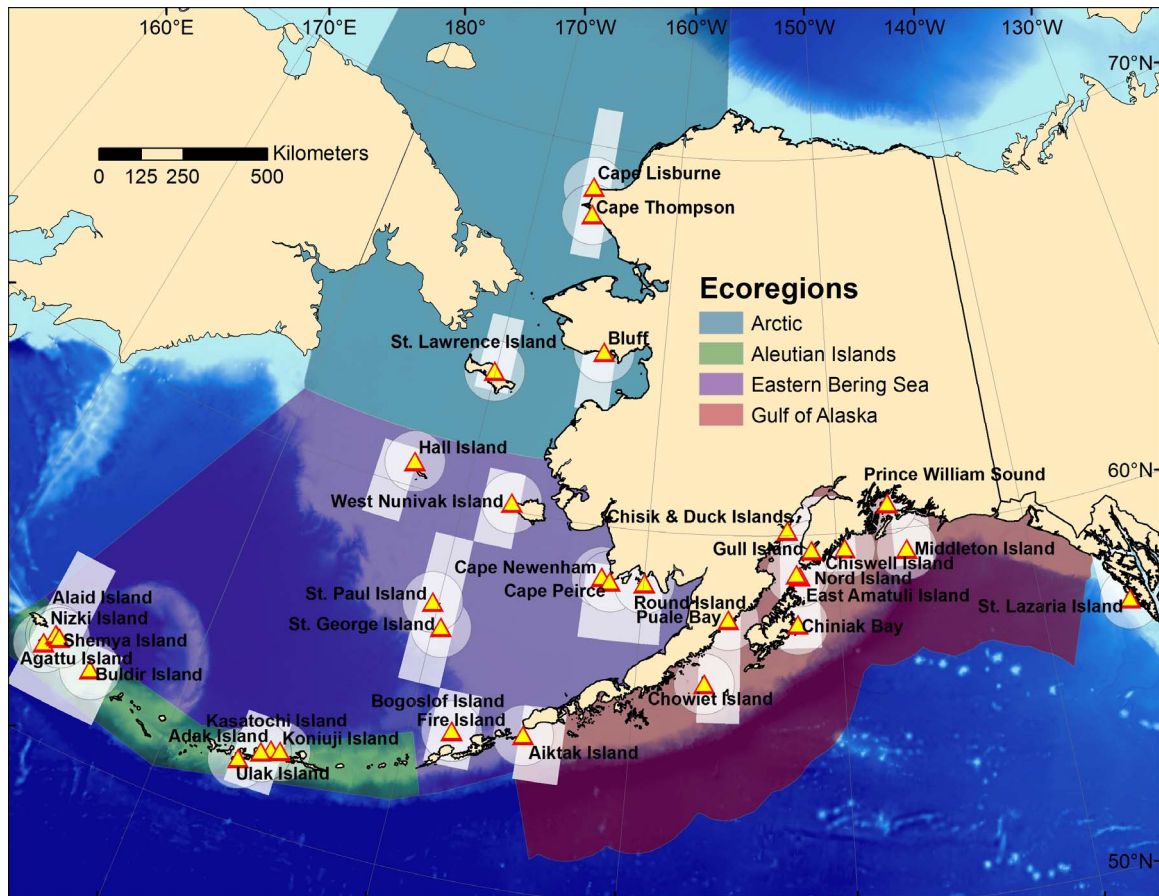 160°E 170°E 180°W 170°W 160°W 150°W 140°W 130°W
70°N
Kilometers
0 125 250 500
Cape Lisburne
Cape Thompson
Ecoregions
Arctic
Aleutian Islands
Eastern Bering Sea
Gulf of Alaska
St. Lawrence Island
Bluff
Hall Island
60°N
Prince William Sound
West Nunivak Island
Chisik & Duck Islands
Gull Island
Middleton Island
Chiswell Island
Cape Newenham
Nord Island
Cape Peirce
East Amatuli Island
St. Paul Island
Round Island
St. Lazaria Island
Alaid Island
Puale Bay
Nizki Island
St. George Island
Chiniak Bay
Shemya Island
Agattu Island
Buldir Island
Chowiet Island
Bogoslof Island
Fire Island
Kasatochi Island
Adak Island
Koniuji Island
Aiktak Island
Ulak Island
50°N